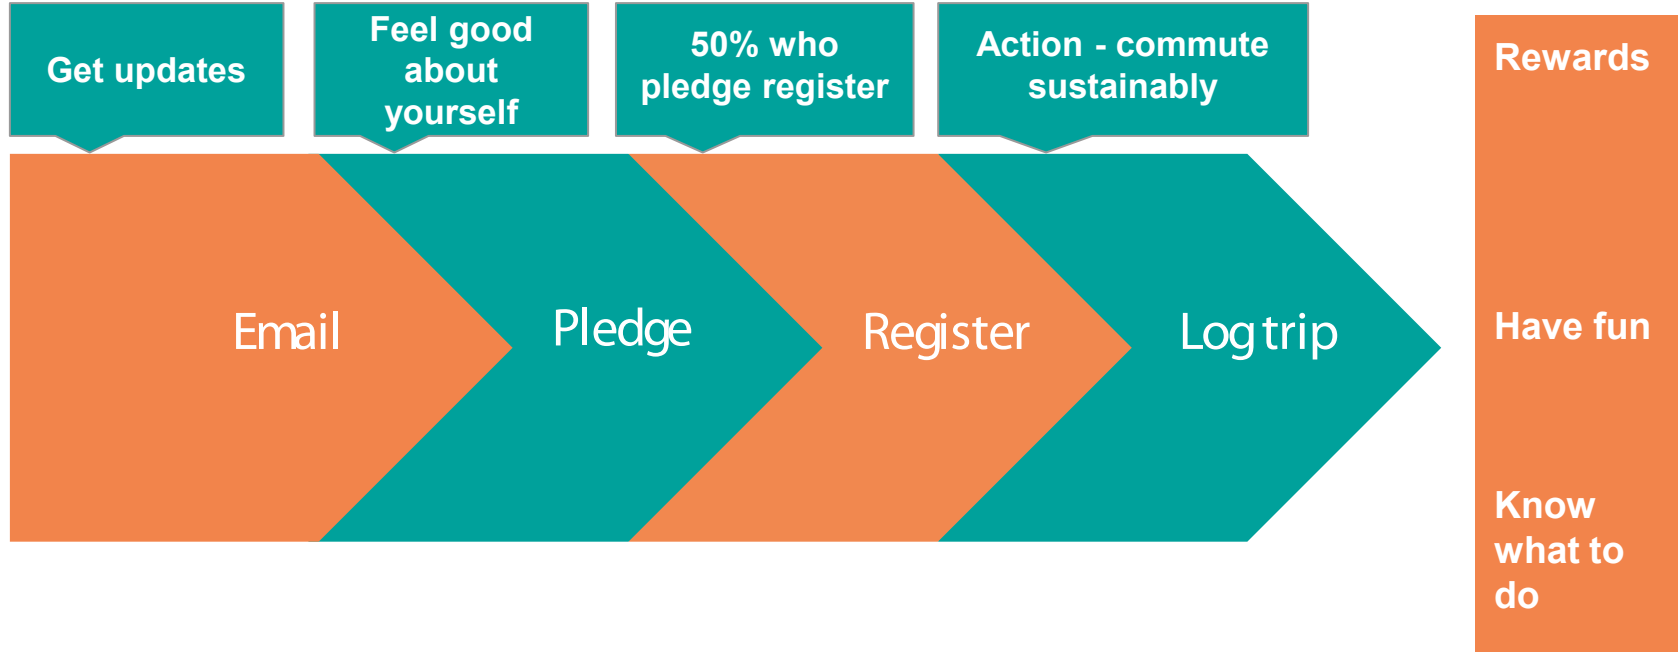 Get updates
Feel good
about
yourself
50% who
pledge register
Action - commute
sustainably
Email
Pledge
Register
Log trip
Rewards
Have fun
Know
what to
do